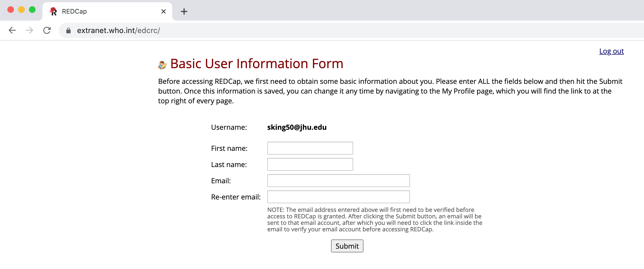 REDCap
extranet.who.int/edcrc/
Log out
Basic User Information Form
Before accessing REDCap, we first need to obtain some basic information about you. Please enter ALL the fields below and then hit the Submit
button. Once this information is saved, you can change it any time by navigating to the My Profile page, which you will find the link to at the
top right of every page.
Username: sking50@jhu.edu
First name:
Last name:
Email:
Re-enter email:
NOTE: The email address entered above will first need to be verified before
access to REDCap is granted. After clicking the Submit button, an email will be
sent to that email account, after which you will need to click the link inside the
email to verify your email account before accessing REDCap.
Submit